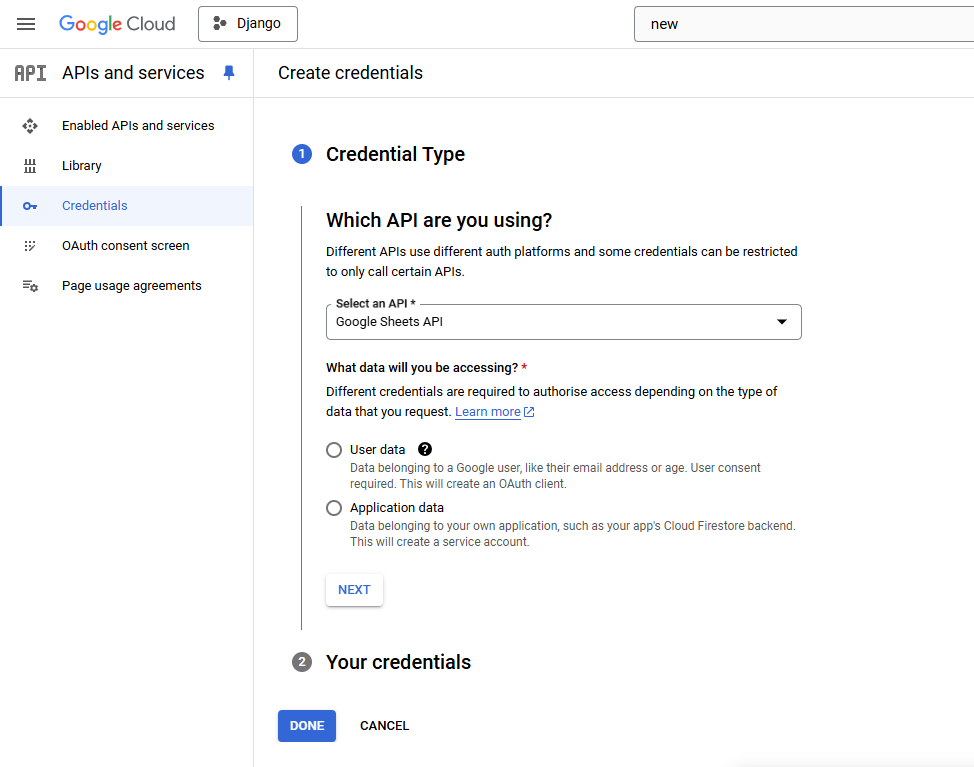 Google Cloud
Django
new
API APIs and services
Create credentials
Enabled APIs and services
Library
Credentials
OAuth consent screen
Page usage agreements
1 Credential Type
Which API are you using?
Different APIs use different auth platforms and some credentials can be restricted
to only call certain APIs.
Select an API *
Google Sheets API
What data will you be accessing? *
Different credentials are required to authorise access depending on the type of
data that you request. Learn more
User data ?
Data belonging to a Google user, like their email address or age. User consent
required. This will create an OAuth client.
Application data
Data belonging to your own application, such as your app's Cloud Firestore backend.
This will create a service account.
NEXT
2 Your credentials
DONE CANCEL